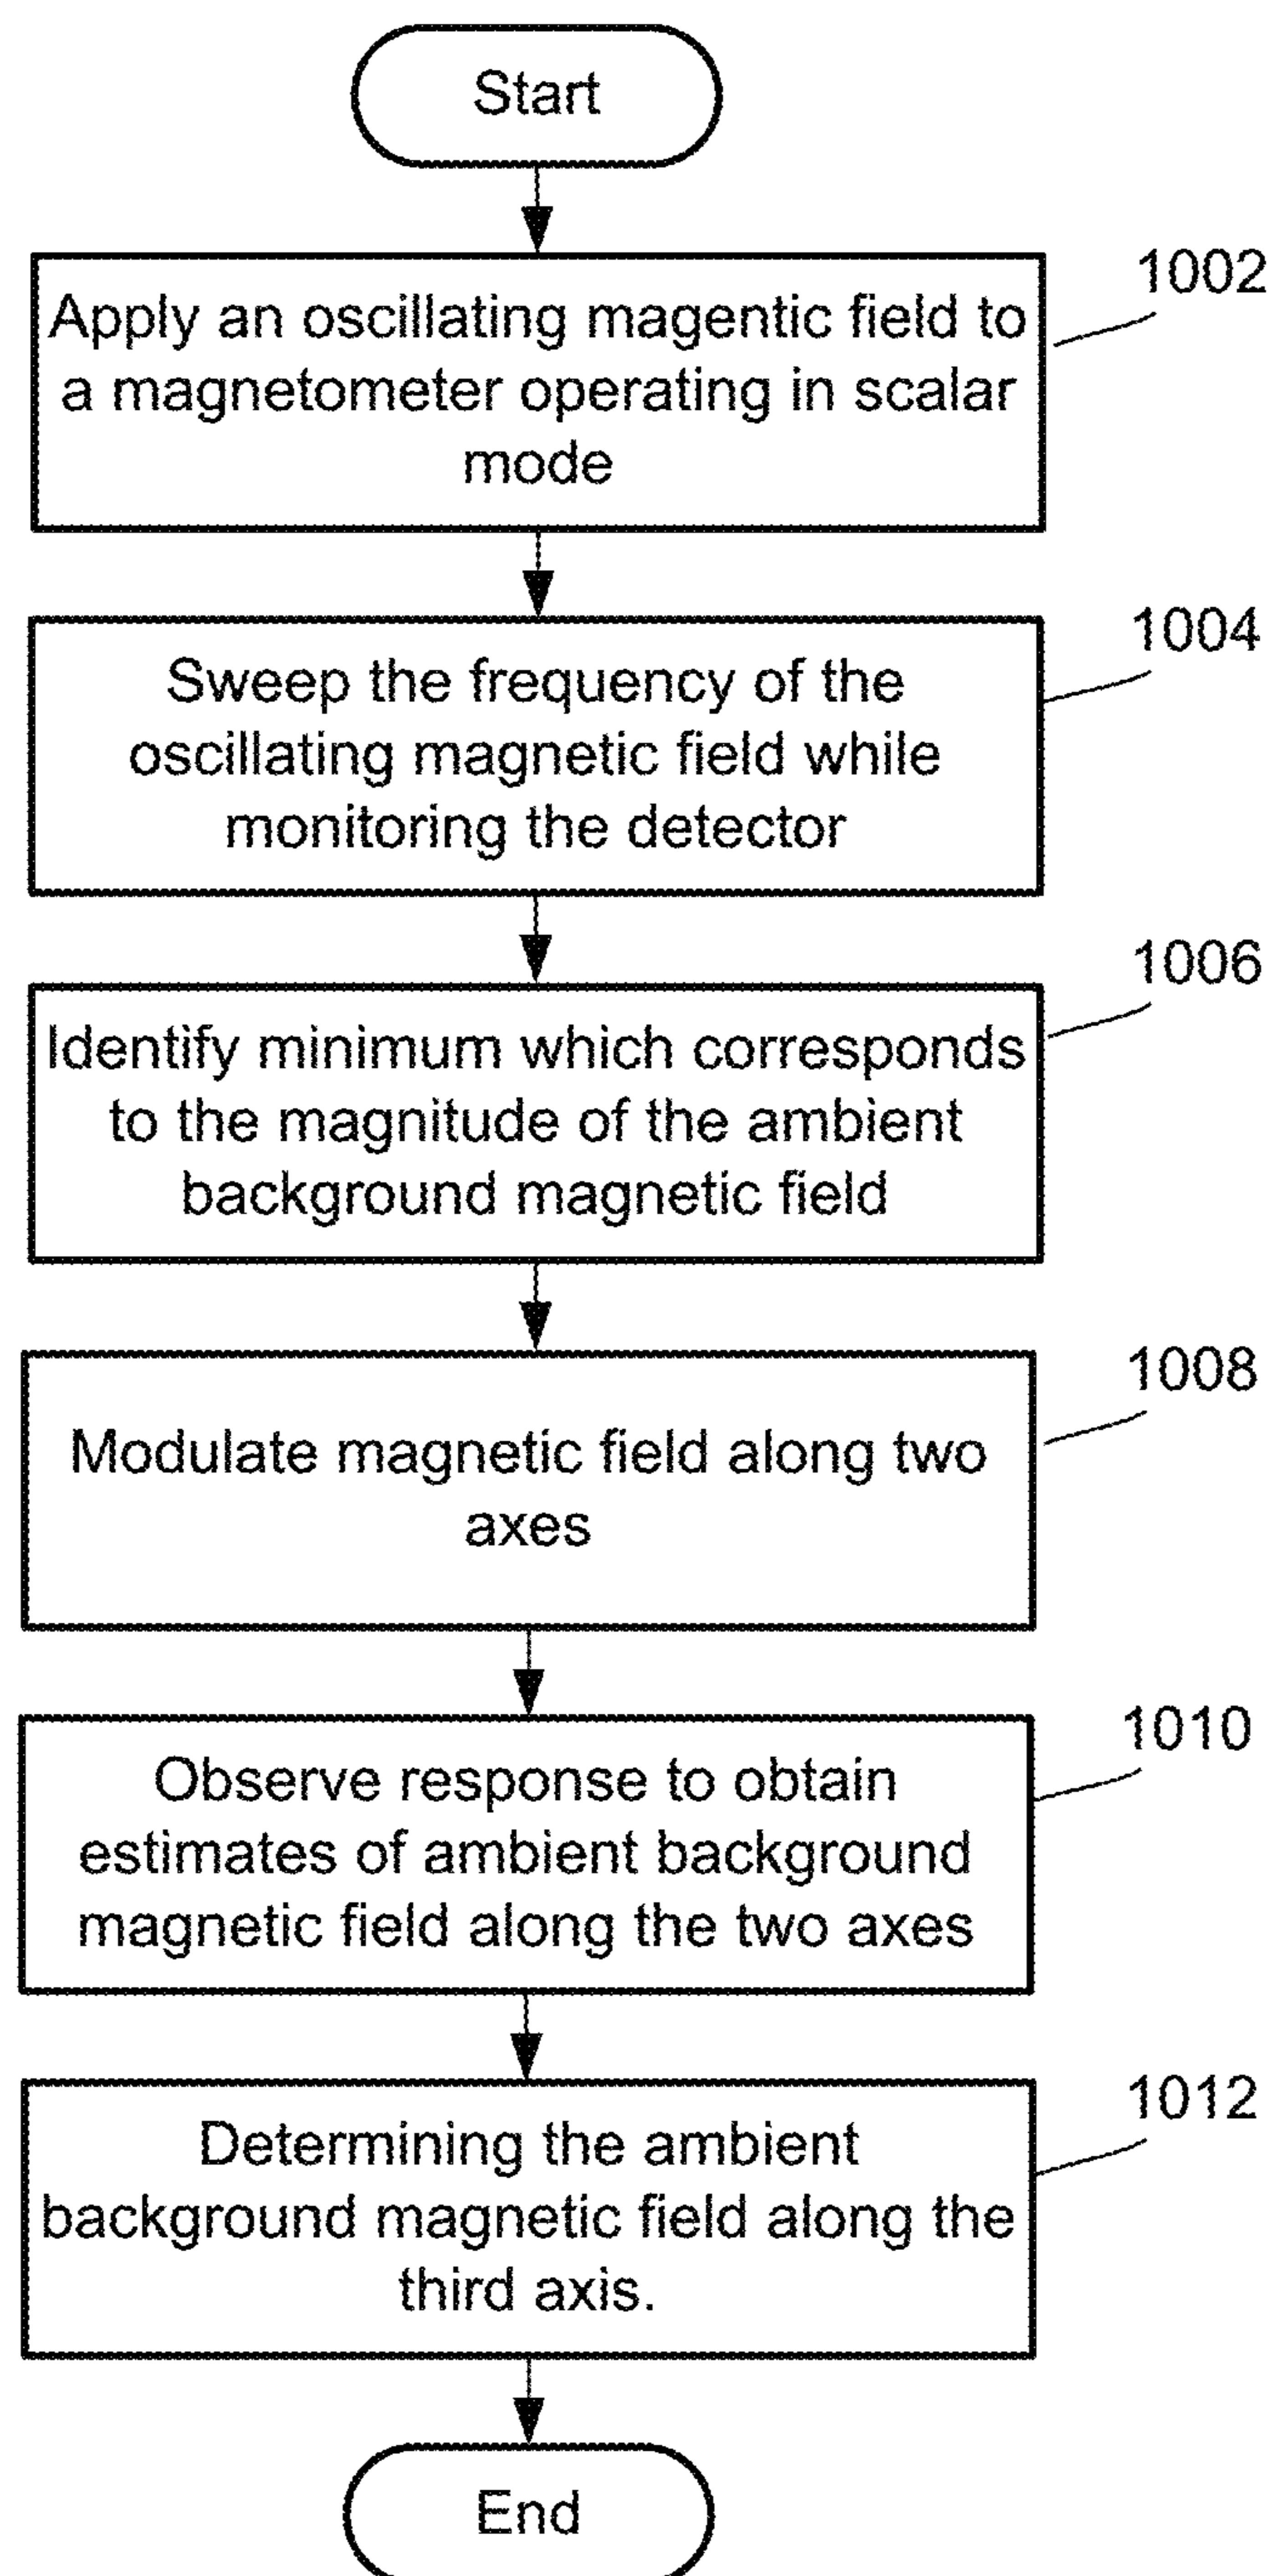 Start
1002
Apply an oscillating magentic field to
a magnetometer operating in scalar
mode
1004
Sweep the frequency of the
oscillating magnetic field while
monitoring the detector
1006
Identify minimum which corresponds
to the magnitude of the ambient
background magnetic field
1008
Modulate magnetic field along two
axes
1010
Observe response to obtain
estimates of ambient background
magnetic field along the two axes
1012
Determining the ambient
background magnetic field along the
third axis.
End